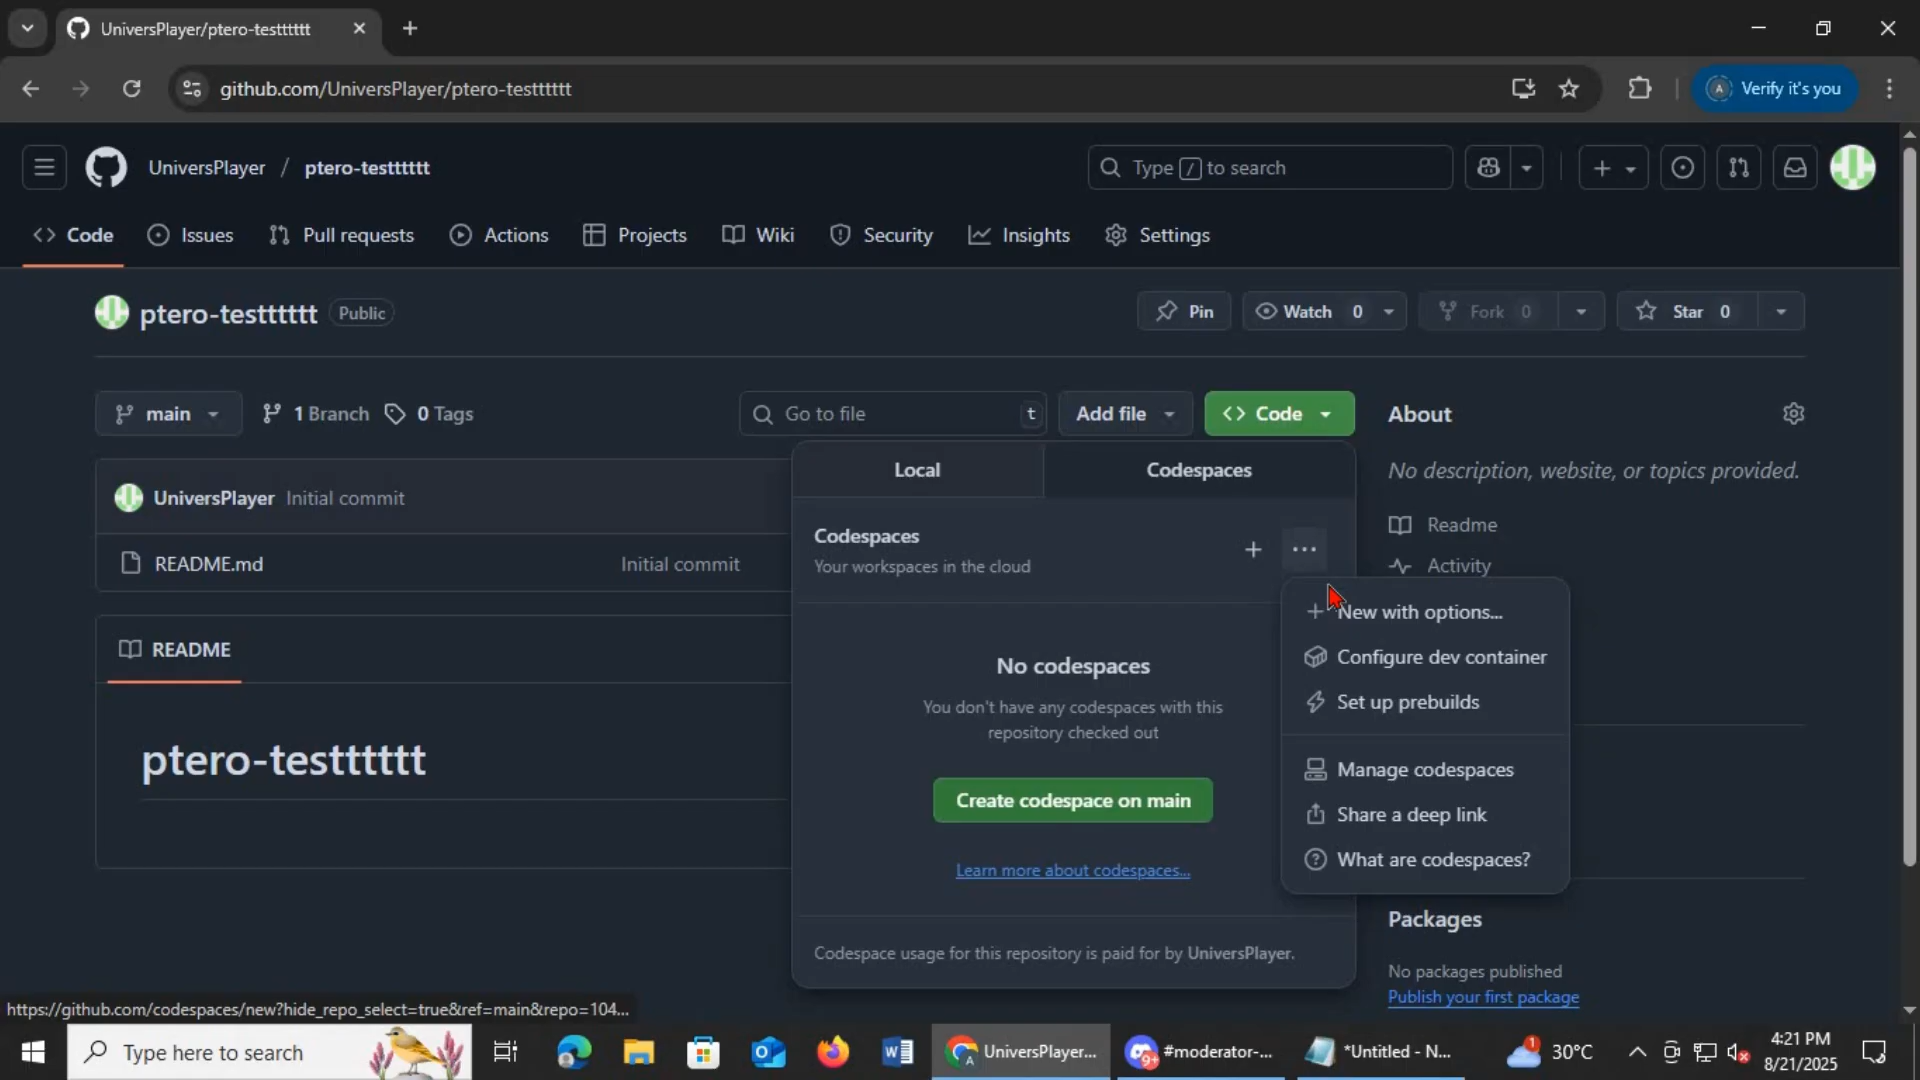 UniversPlayer/ptero-testttttt
github.com/UniversPlayer/ptero-testttttt
Verify it's you
UniversPlayer / ptero-testttttt
Type / to search
Code Issues Pull requests Actions Projects Wiki Security Insights Settings
ptero-testttttt Public
Pin Watch 0 Fork 0 Star 0
main 1 Branch 0 Tags Go to file t Add file Code
About
Local Codespaces
No description, website, or topics provided.
UniversPlayer Initial commit
Codespaces
Your workspaces in the cloud
Readme
README.md Initial commit
Activity
New with options...
Configure dev container
Set up prebuilds
Manage codespaces
Share a deep link
What are codespaces?
README
No codespaces
You don't have any codespaces with this
repository checked out
ptero-testttttt
Create codespace on main
Learn more about codespaces...
Codespace usage for this repository is paid for by UniversPlayer.
Packages
No packages published
Publish your first package
https://github.com/codespaces/new?hide_repo_select=true&ref=main&repo=104...
Type here to search
UniversPlayer...
9+
#moderator-...
*Untitled - N...
1
30°C
4:21 PM
8/21/2025